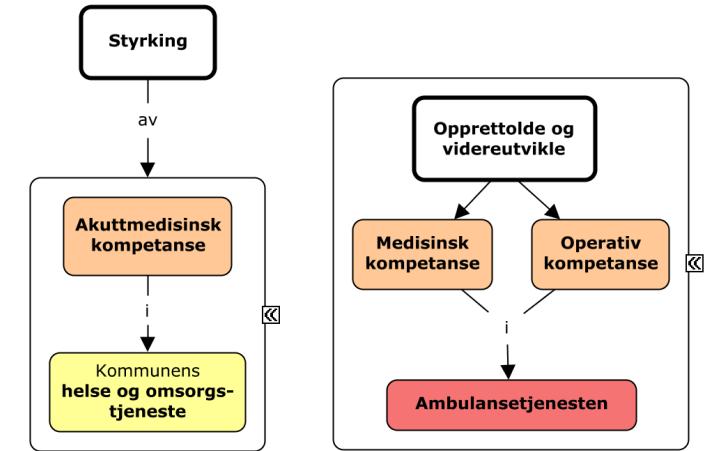 Styrking
av
Akuttmedisinsk
kompetanse
i
Kommunens
helse og omsorgs-
tjeneste
Opprettolde og
videreutvikle
Medisinsk
kompetanse
Operativ
kompetanse
i
Ambulansetjenesten